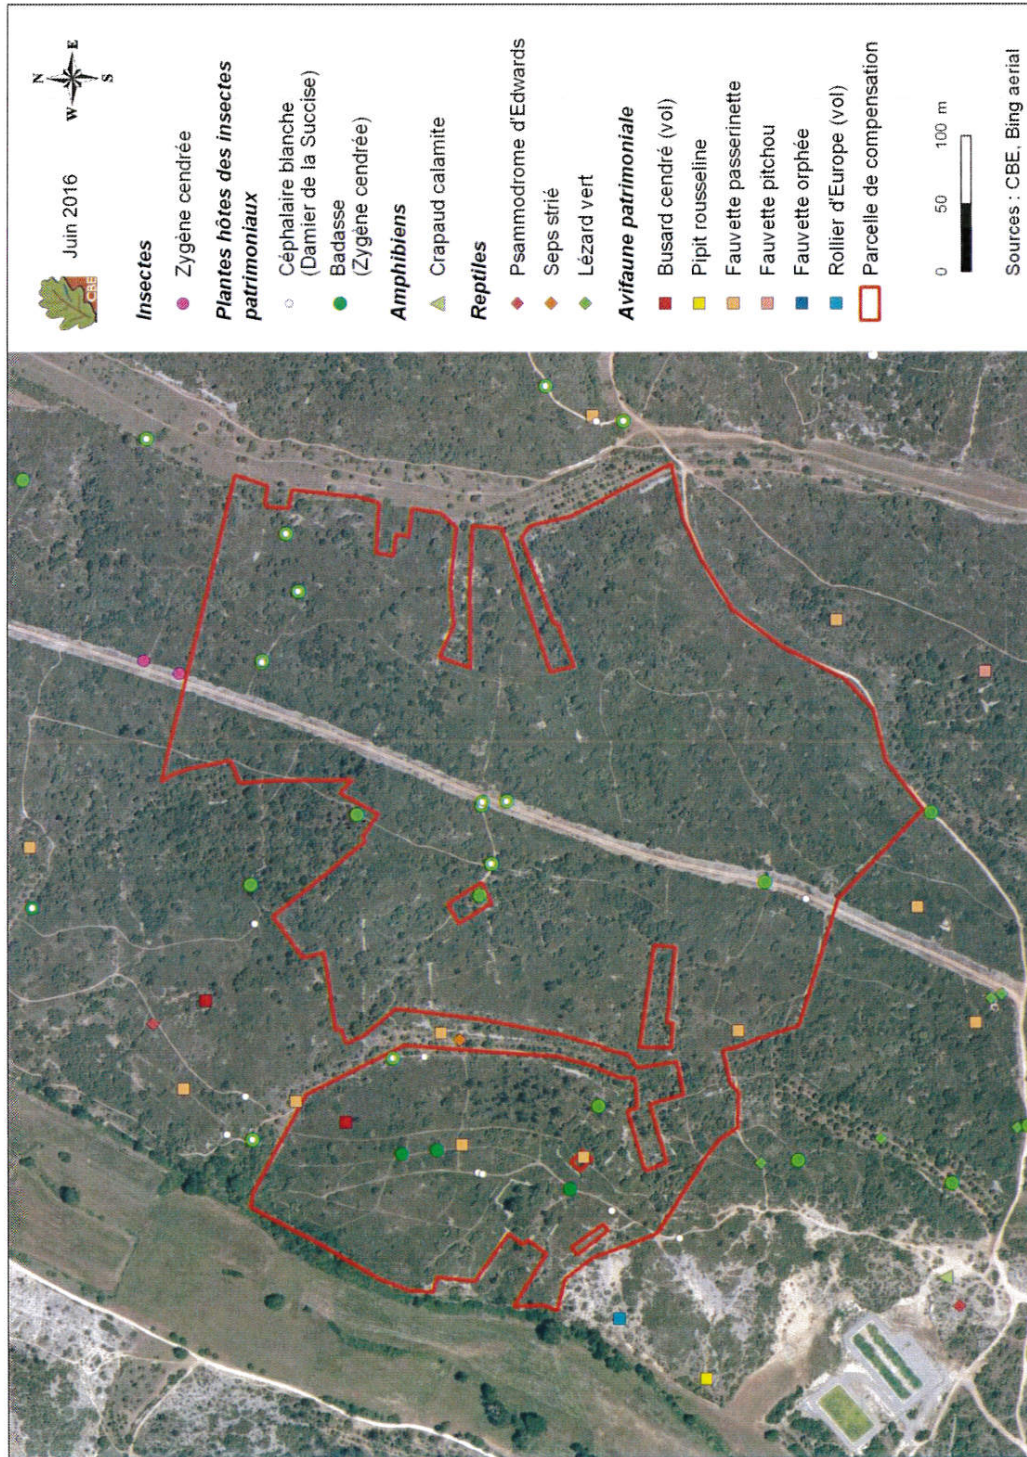 CBE
Juin 2016
N
W E
S
Insectes
Zygène cendrée
Plantes hôtes des insectes
patrimoniaux
Céphalaire blanche
(Damier de la Succise)
Badasse
(Zygène cendrée)
Amphibiens
Crapaud calamite
Reptiles
Psammodrome d'Edwards
Seps strié
Lézard vert
Avifaune patrimoniale
Busard cendré (vol)
Pipit rousseline
Fauvette passerinette
Fauvette pitchou
Fauvette orphée
Rollier d'Europe (vol)
Parcelle de compensation
0 50 100 m
Sources : CBE, Bing aerial